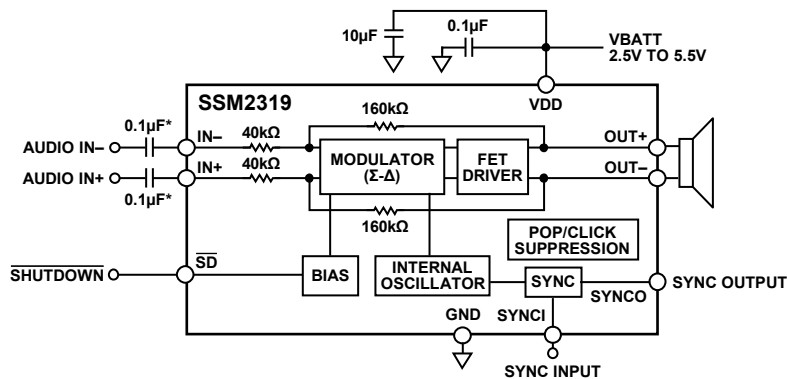 10µF
0.1µF
VBATT
2.5V TO 5.5V
VDD
SSM2319
0.1µF*
AUDIO IN–
IN–
40kΩ
160kΩ
OUT+
AUDIO IN+
IN+
40kΩ
MODULATOR
(Σ-Δ)
FET
DRIVER
OUT–
0.1µF*
160kΩ
POP/CLICK
SUPPRESSION
SHUTDOWN
SD
BIAS
INTERNAL
OSCILLATOR
SYNC
SYNCO
SYNC OUTPUT
GND
SYNCI
SYNC INPUT